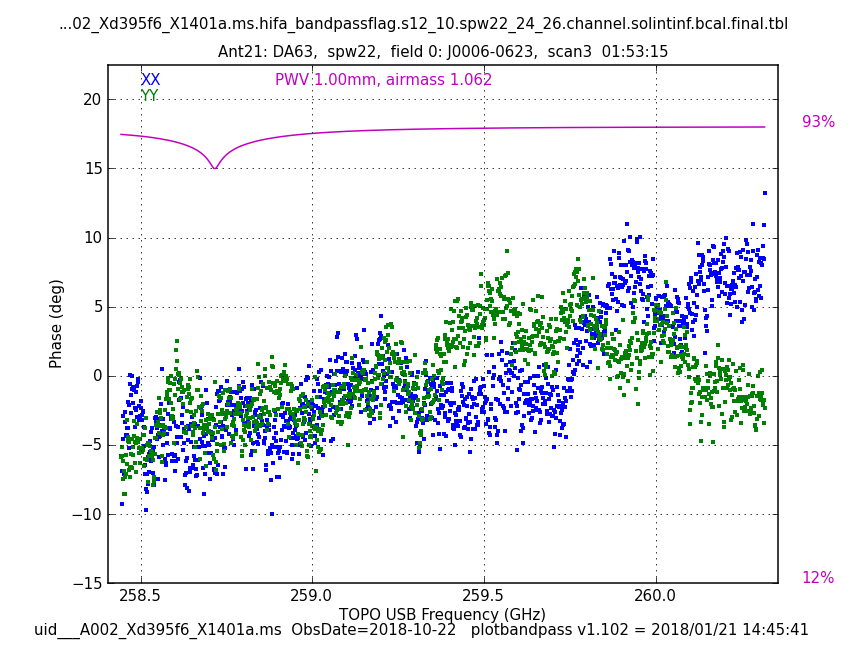 ...02_Xd395f6_X1401a.ms.hifa_bandpassflag.s12_10.spw22_24_26.channel.solintinf.bcal.final.tbl
Ant21: DA63,  spw22,  field 0: J0006-0623,  scan3  01:53:15
XX
PWV 1.00mm, airmass 1.062
YY
93%
20
15
10
5
0
−5
−10
−15
Phase (deg)
12%
258.5 259.0 259.5 260.0
TOPO USB Frequency (GHz)
uid___A002_Xd395f6_X1401a.ms  ObsDate=2018-10-22   plotbandpass v1.102 = 2018/01/21 14:45:41